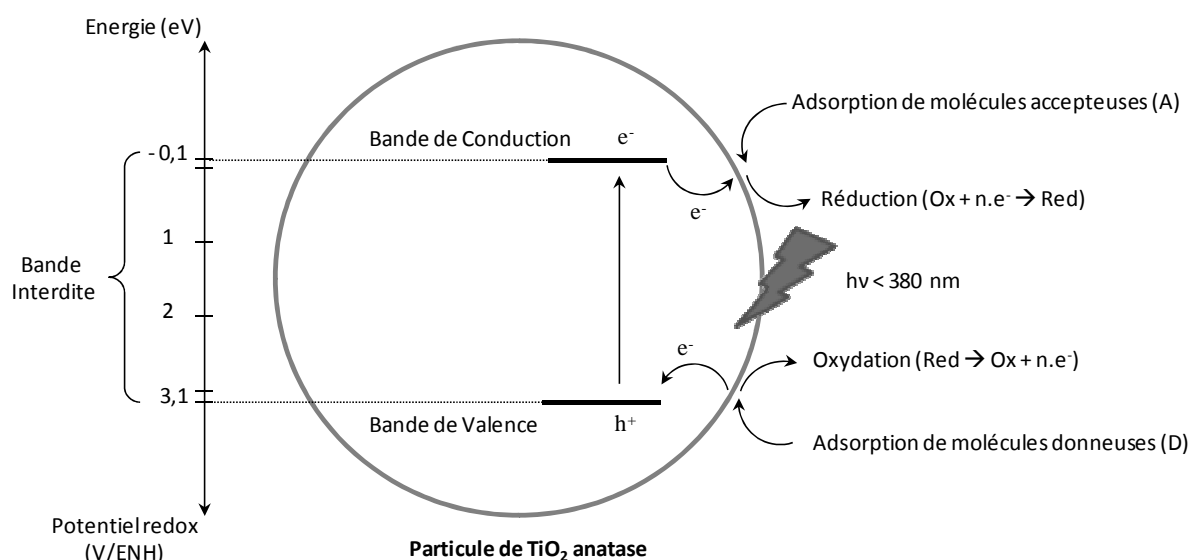 Energie (eV)
Adsorption de molécules accepteuses (A)
Bande de Conduction
e-
-0,1
e-
Réduction (Ox + n.e- → Red)
1
Bande
Interdite
hν < 380 nm
2
e-
Oxydation (Red → Ox + n.e-)
3,1
Bande de Valence
h+
Adsorption de molécules donneuses (D)
Potentiel redox
(V/ENH)
Particule de TiO2 anatase